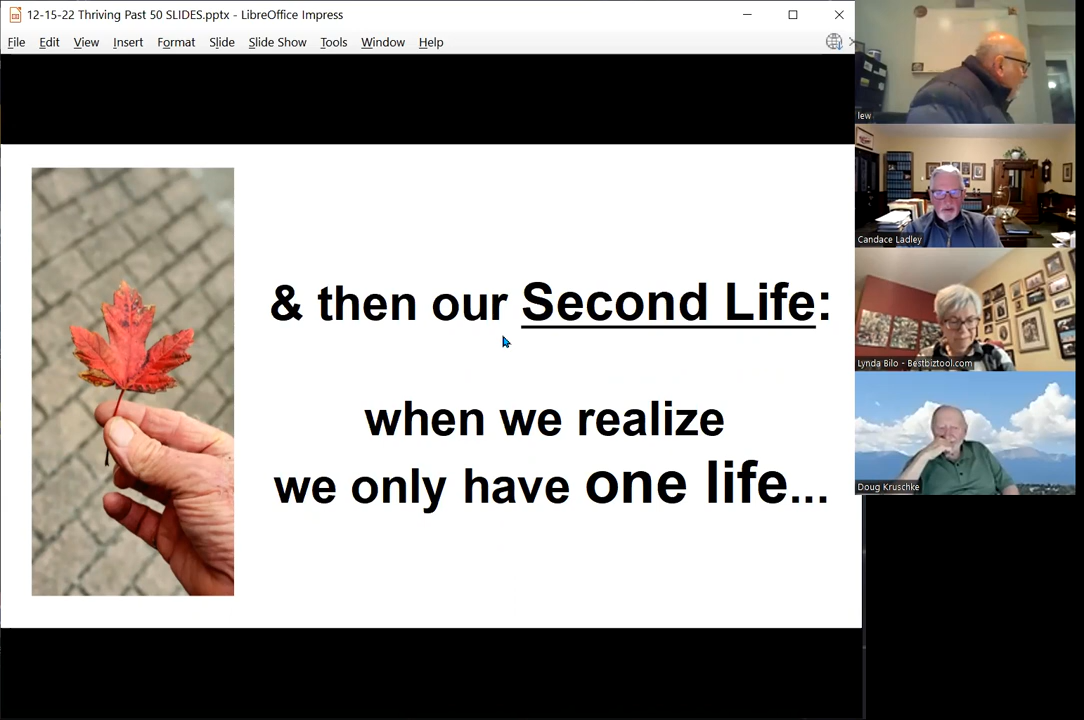 12-15-22 Thriving Past 50 SLIDES.pptx - LibreOffice Impress
File Edit View Insert Format Slide Slide Show Tools Window Help
& then our Second Life:
when we realize
we only have one life...
lew
Candace Ladley
Lynda Bilo - Bestbiztool.com
Doug Kruschke